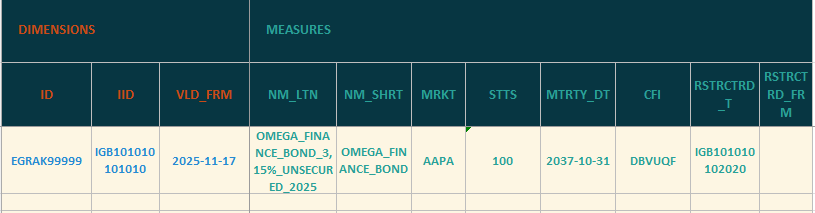 DIMENSIONS MEASURES
ID IID VLD_FRM NM_LTN NM_SHRT MRKT STTS MTRTY_DT CFI RSTRCTRD_T RSTRCTRD_FRM
EGRAK99999 IGB101010101010 2025-11-17 OMEGA_FINANCE_BOND_3,15%_UNSECURED_2025 OMEGA_FINANCE_BOND AAPA 100 2037-10-31 DBVUQF IGB101010102020